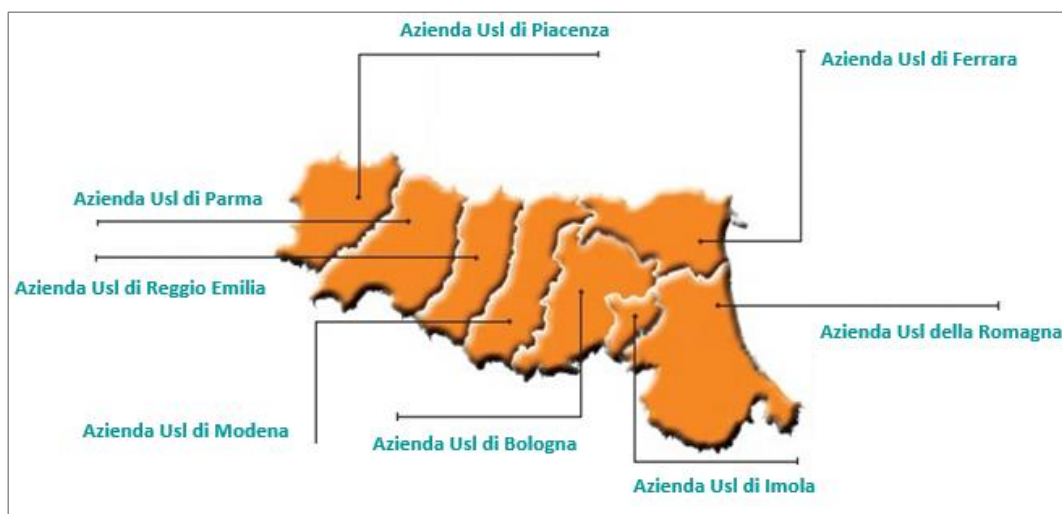 Azienda Usl di Piacenza
Azienda Usl di Ferrara
Azienda Usl di Parma
Azienda Usl di Reggio Emilia
Azienda Usl della Romagna
Azienda Usl di Modena
Azienda Usl di Bologna
Azienda Usl di Imola